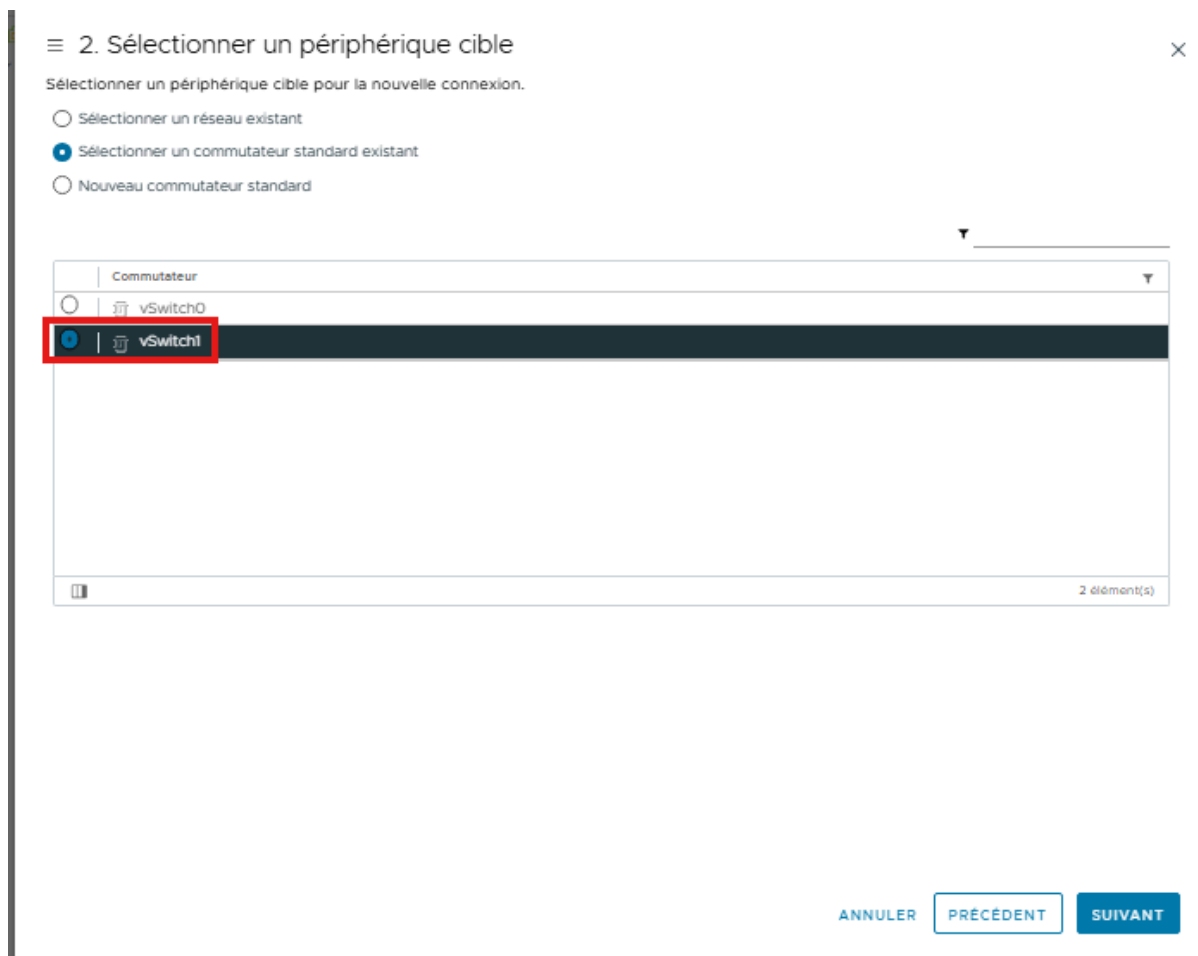 2. Sélectionner un périphérique cible
Sélectionner un périphérique cible pour la nouvelle connexion.
Sélectionner un réseau existant
Sélectionner un commutateur standard existant
Nouveau commutateur standard
Commutateur
vSwitch0
vSwitch1
2 élément(s)
ANNULER PRÉCÉDENT SUIVANT